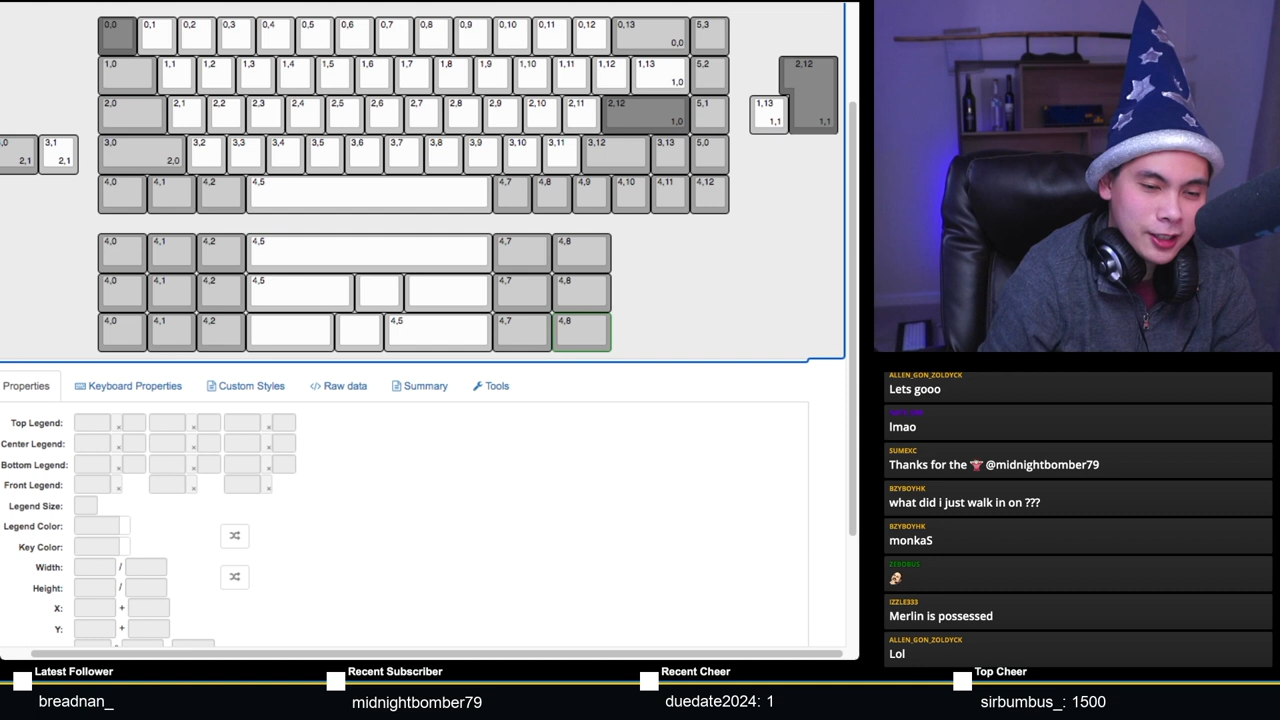 0,0 0,1 0,2 0,3 0,4 0,5 0,6 0,7 0,8 0,9 0,10 0,11 0,12 0,13 0,0 5,3
1,0 1,1 1,2 1,3 1,4 1,5 1,6 1,7 1,8 1,9 1,10 1,11 1,12 1,13 1,0 5,2 2,12 1,1
2,0 2,1 2,2 2,3 2,4 2,5 2,6 2,7 2,8 2,9 2,10 2,11 2,12 1,0 5,1 1,13 1,1
,0 2,1 3,1 2,1 3,0 2,0 3,2 3,3 3,4 3,5 3,6 3,7 3,8 3,9 3,10 3,11 3,12 3,13 5,0
4,0 4,1 4,2 4,5 4,7 4,8 4,9 4,10 4,11 4,12
4,0 4,1 4,2 4,5 4,7 4,8
4,0 4,1 4,2 4,5 4,7 4,8
4,0 4,1 4,2 4,5 4,7 4,8
Properties Keyboard Properties Custom Styles </> Raw data Summary Tools
Top Legend:
Center Legend:
Bottom Legend:
Front Legend:
Legend Size:
Legend Color:
Key Color:
Width: /
Height: /
X: +
Y: +
ALLEN_GON_ZOLDYCK
Lets gooo
lmao
SUMEXC
Thanks for the @midnightbomber79
BZYBOYHK
what did i just walk in on ???
BZYBOYHK
monkaS
ZEROBUS
IZZLE333
Merlin is possessed
ALLEN_GON_ZOLDYCK
Lol
Latest Follower
breadnan_
Recent Subscriber
midnightbomber79
Recent Cheer
duedate2024: 1
Top Cheer
sirbumbus_: 1500